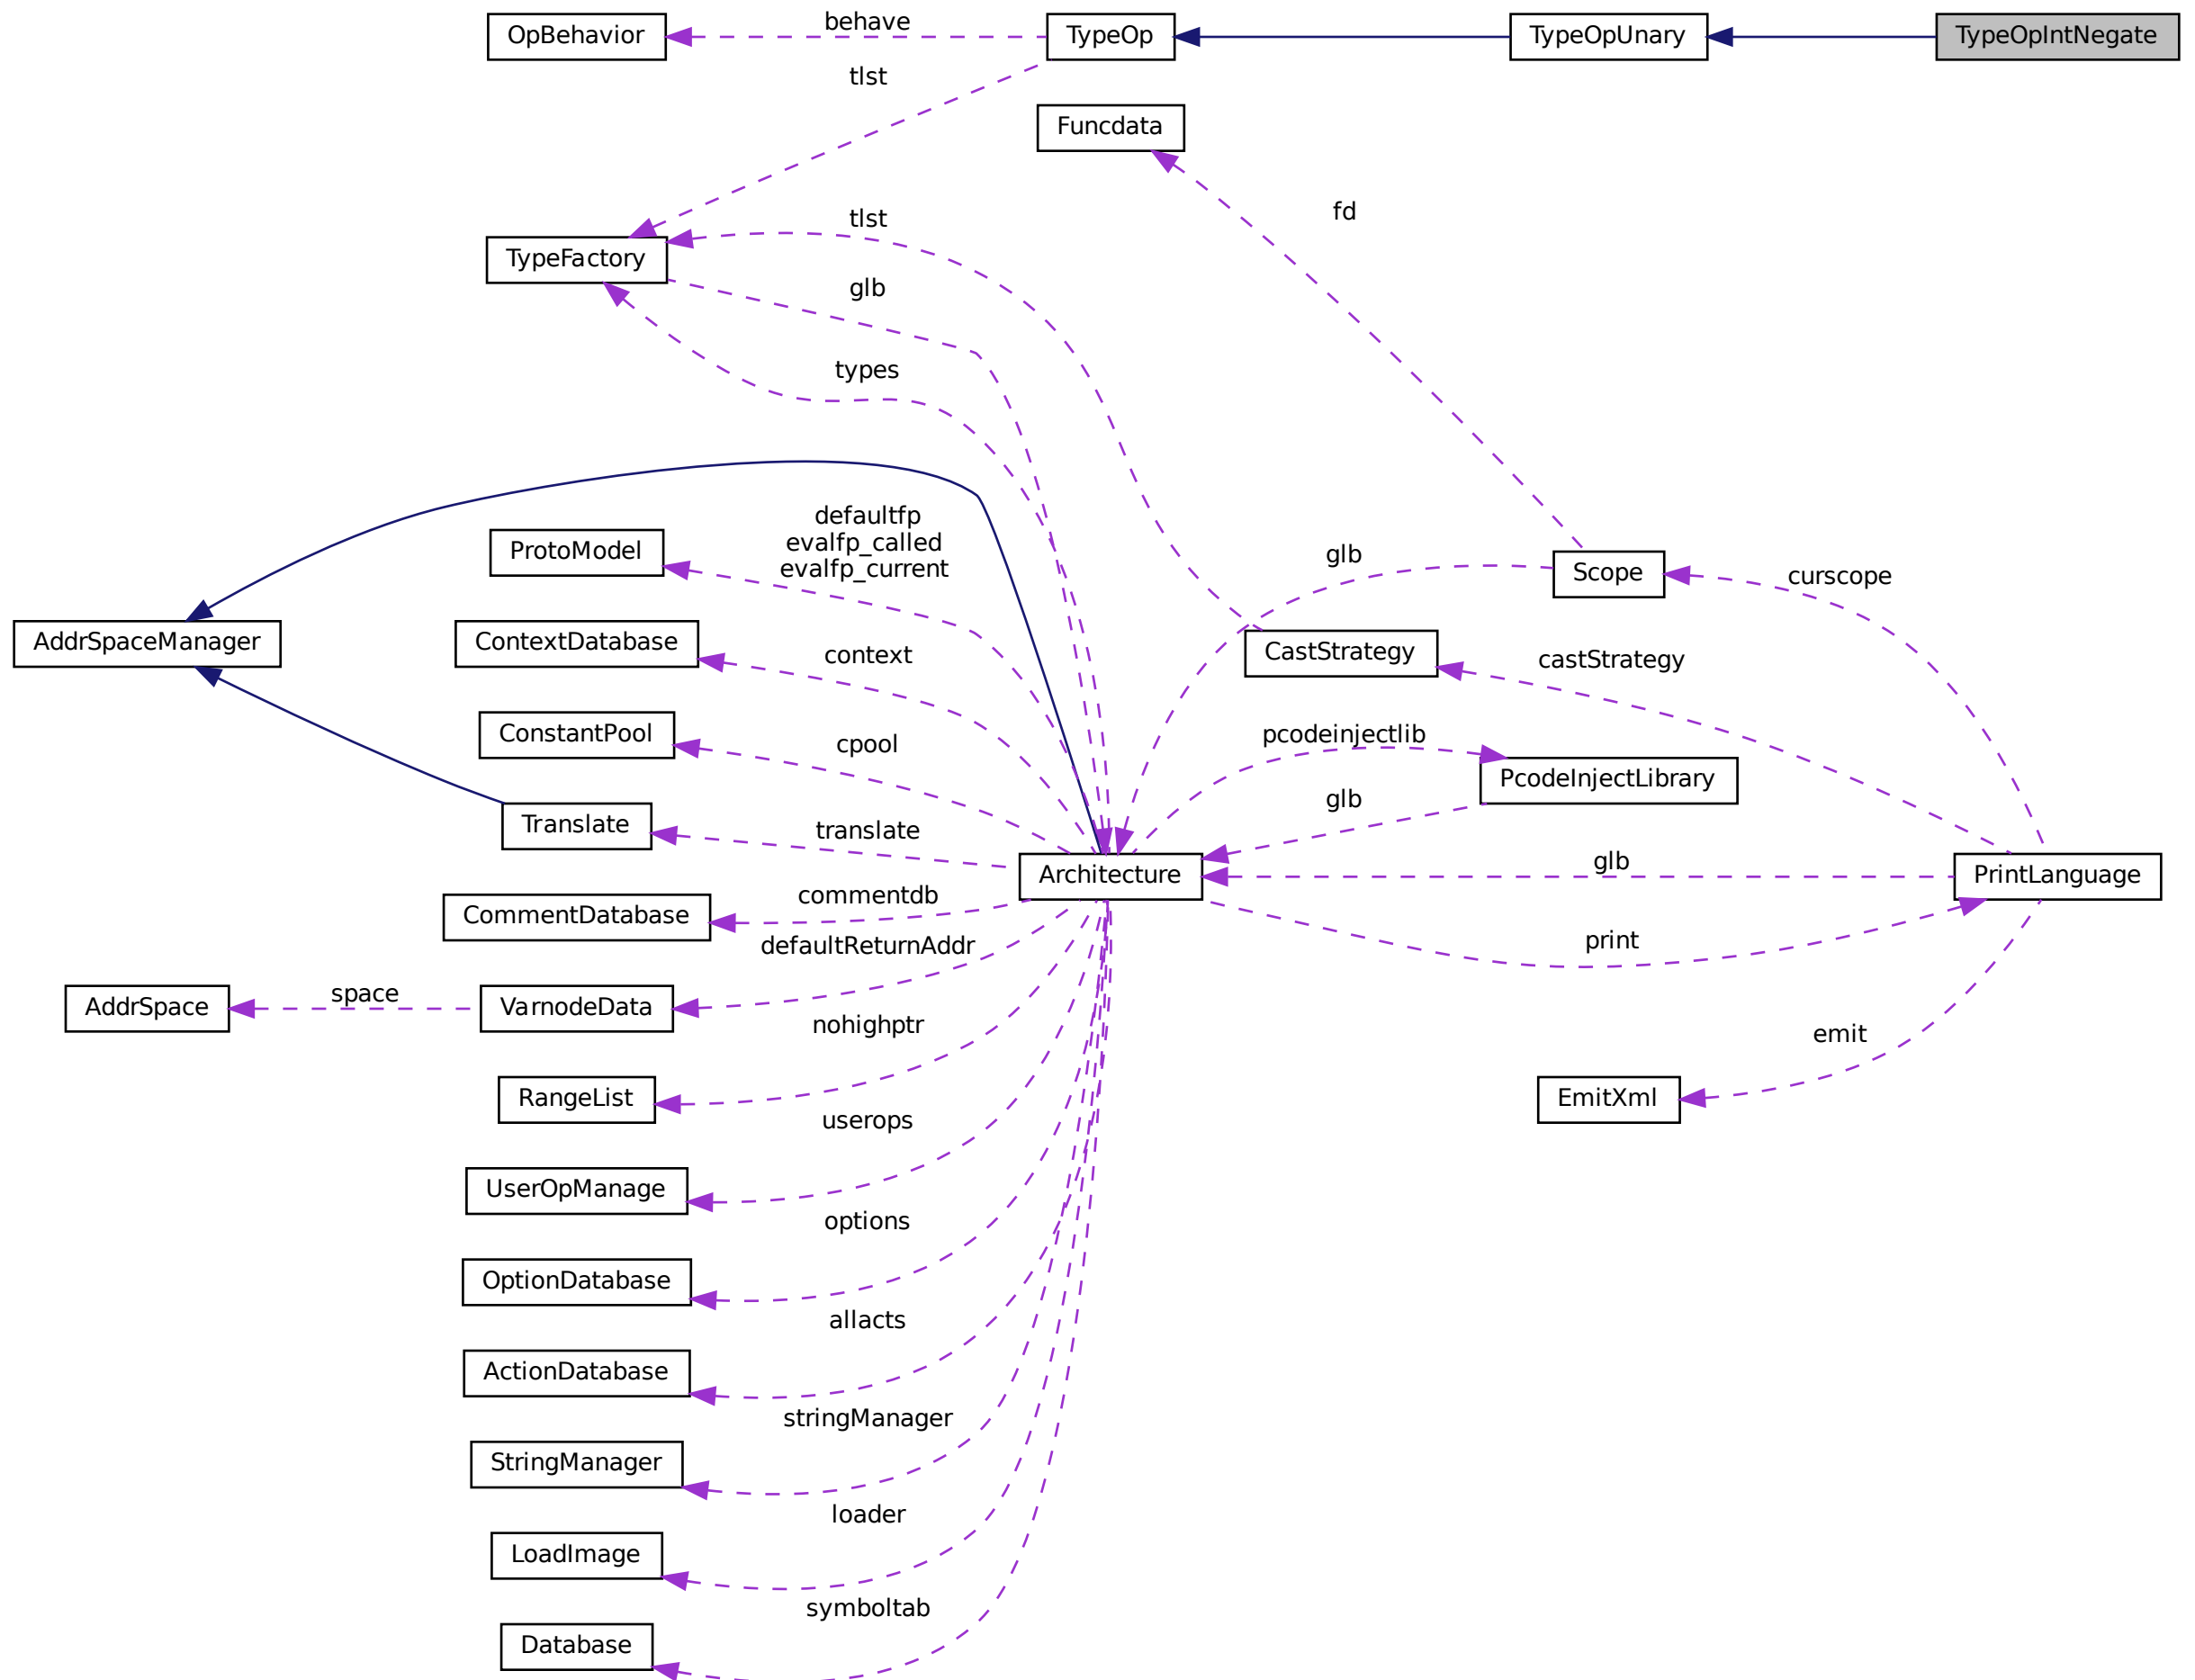 OpBehavior
behave
TypeOp
TypeOpUnary
TypeOpIntNegate
tlst
Funcdata
fd
tlst
TypeFactory
glb
types
defaultfp
evalfp_called
evalfp_current
ProtoModel
glb
Scope
curscope
AddrSpaceManager
ContextDatabase
context
CastStrategy
castStrategy
ConstantPool
cpool
pcodeinjectlib
PcodeInjectLibrary
glb
Translate
translate
Architecture
glb
PrintLanguage
CommentDatabase
commentdb
defaultReturnAddr
print
AddrSpace
space
VarnodeData
nohighptr
emit
RangeList
EmitXml
userops
UserOpManage
options
OptionDatabase
allacts
ActionDatabase
stringManager
StringManager
loader
LoadImage
symboltab
Database